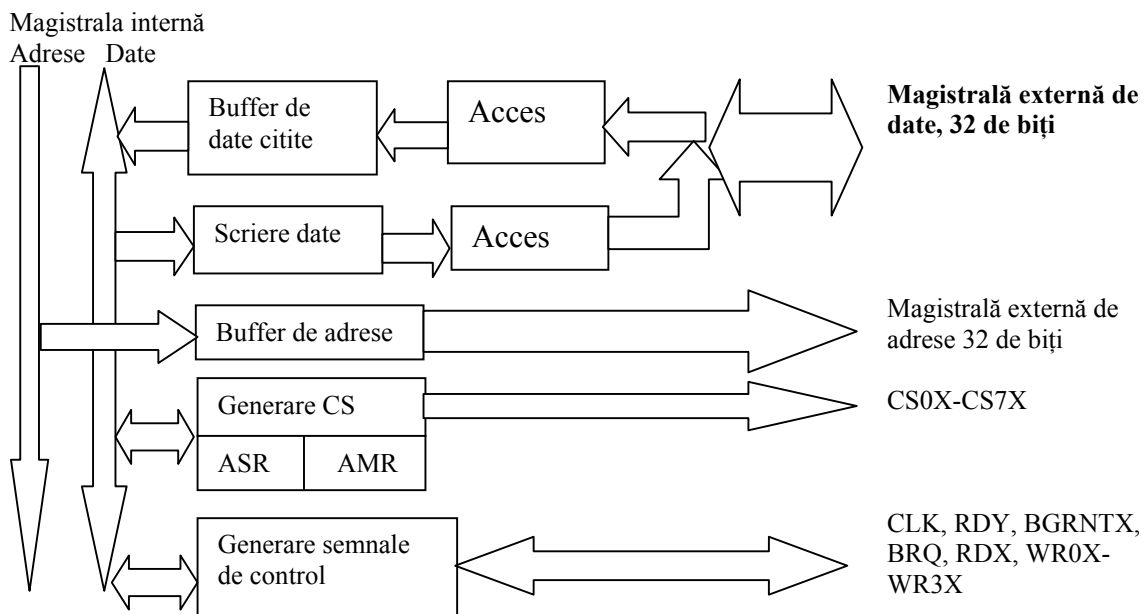 Magistrala internă
Adrese Date
Buffer de
date citite
Acces
Magistrală externă de
date, 32 de biți
Scriere date
Acces
Buffer de adrese
Magistrală externă de
adrese 32 de biți
Generare CS
CS0X-CS7X
ASR AMR
Generare semnale
de control
CLK, RDY, BGRNTX,
BRQ, RDX, WR0X-
WR3X